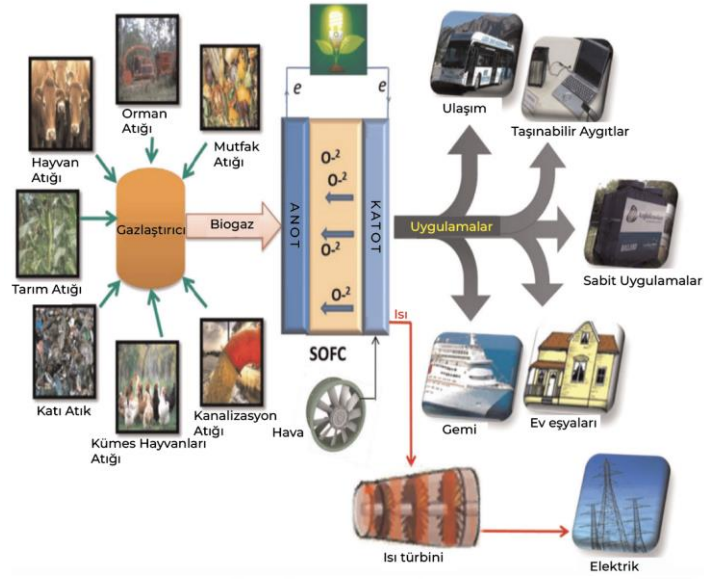 Orman
Atığı
Hayvan
Atığı
Mutfak
Atığı
Tarım Atığı
Gazlaştırıcı
Biogaz
Katı Atık
Kümes Hayvanları
Atığı
Kanalizasyon
Atığı
e
e
ANOT
O-²
O-²
O-²
O-²
KATOT
SOFC
Hava
Isı
Uygulamalar
Ulaşım
Taşınabilir Aygıtlar
Sabit Uygulamalar
Gemi
Ev eşyaları
Isı türbini
Elektrik